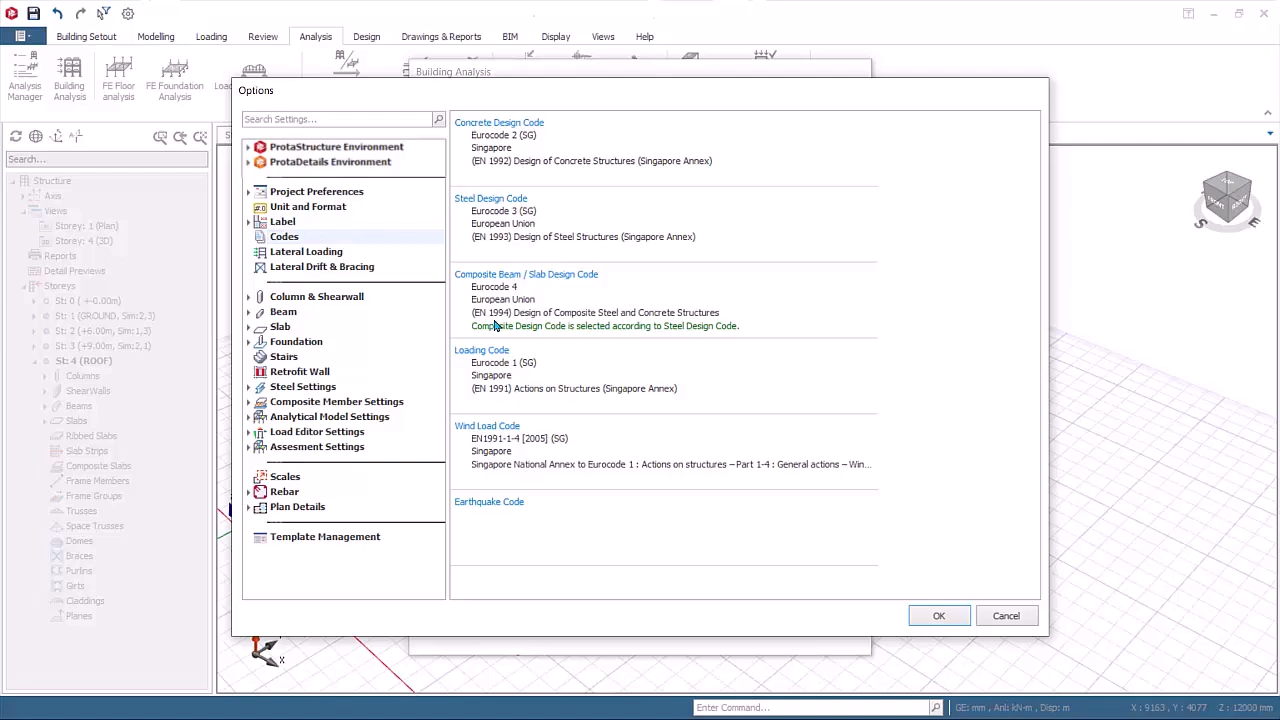 Building Setout
Modelling
Loading
Review
Analysis
Design
Drawings & Reports
BIM
Display
Views
Help
Analysis Manager
Building Analysis
FE Floor analysis
FE Foundation Analysis
Building Analysis
Options
Search...
Structure
Axis
Views
Storey: 1 (Plan)
Storey: 4 (3D)
Reports
Detail Previews
Storeys
St: 0 (+-0.00m)
St: 1 (GROUND, Sim:2,3)
St: 2 (+6.00m, Sim:1,3)
St: 3 (+9.00m, Sim:2,1)
St: 4 (ROOF)
Columns
ShearWalls
Beams
Slabs
Ribbed Slabs
Slab Strips
Composite Slabs
Frame Members
Frame Groups
Trusses
Space Trusses
Domes
Braces
Purlins
Girts
Claddings
Planes
Search Settings...
ProtaStructure Environment
ProtaDetails Environment
Project Preferences
Unit and Format
Label
Codes
Lateral Loading
Lateral Drift & Bracing
Column & Shearwall
Beam
Slab
Foundation
Stairs
Retrofit Wall
Steel Settings
Composite Member Settings
Analytical Model Settings
Load Editor Settings
Assesment Settings
Scales
Rebar
Plan Details
Template Management
Concrete Design Code
Eurocode 2 (SG)
Singapore
(EN 1992) Design of Concrete Structures (Singapore Annex)
Steel Design Code
Eurocode 3 (SG)
European Union
(EN 1993) Design of Steel Structures (Singapore Annex)
Composite Beam / Slab Design Code
Eurocode 4
European Union
(EN 1994) Design of Composite Steel and Concrete Structures
Composite Design Code is selected according to Steel Design Code.
Loading Code
Eurocode 1 (SG)
Singapore
(EN 1991) Actions on Structures (Singapore Annex)
Wind Load Code
EN1991-1-4 [2005] (SG)
Singapore
Singapore National Annex to Eurocode 1 : Actions on structures – Part 1-4 : General actions – Win...
Earthquake Code
OK
Cancel
X
Enter Command...
GE: mm , Anl: kN-m , Disp: m
X : 9163 , Y : 4077
Z : 12000 mm